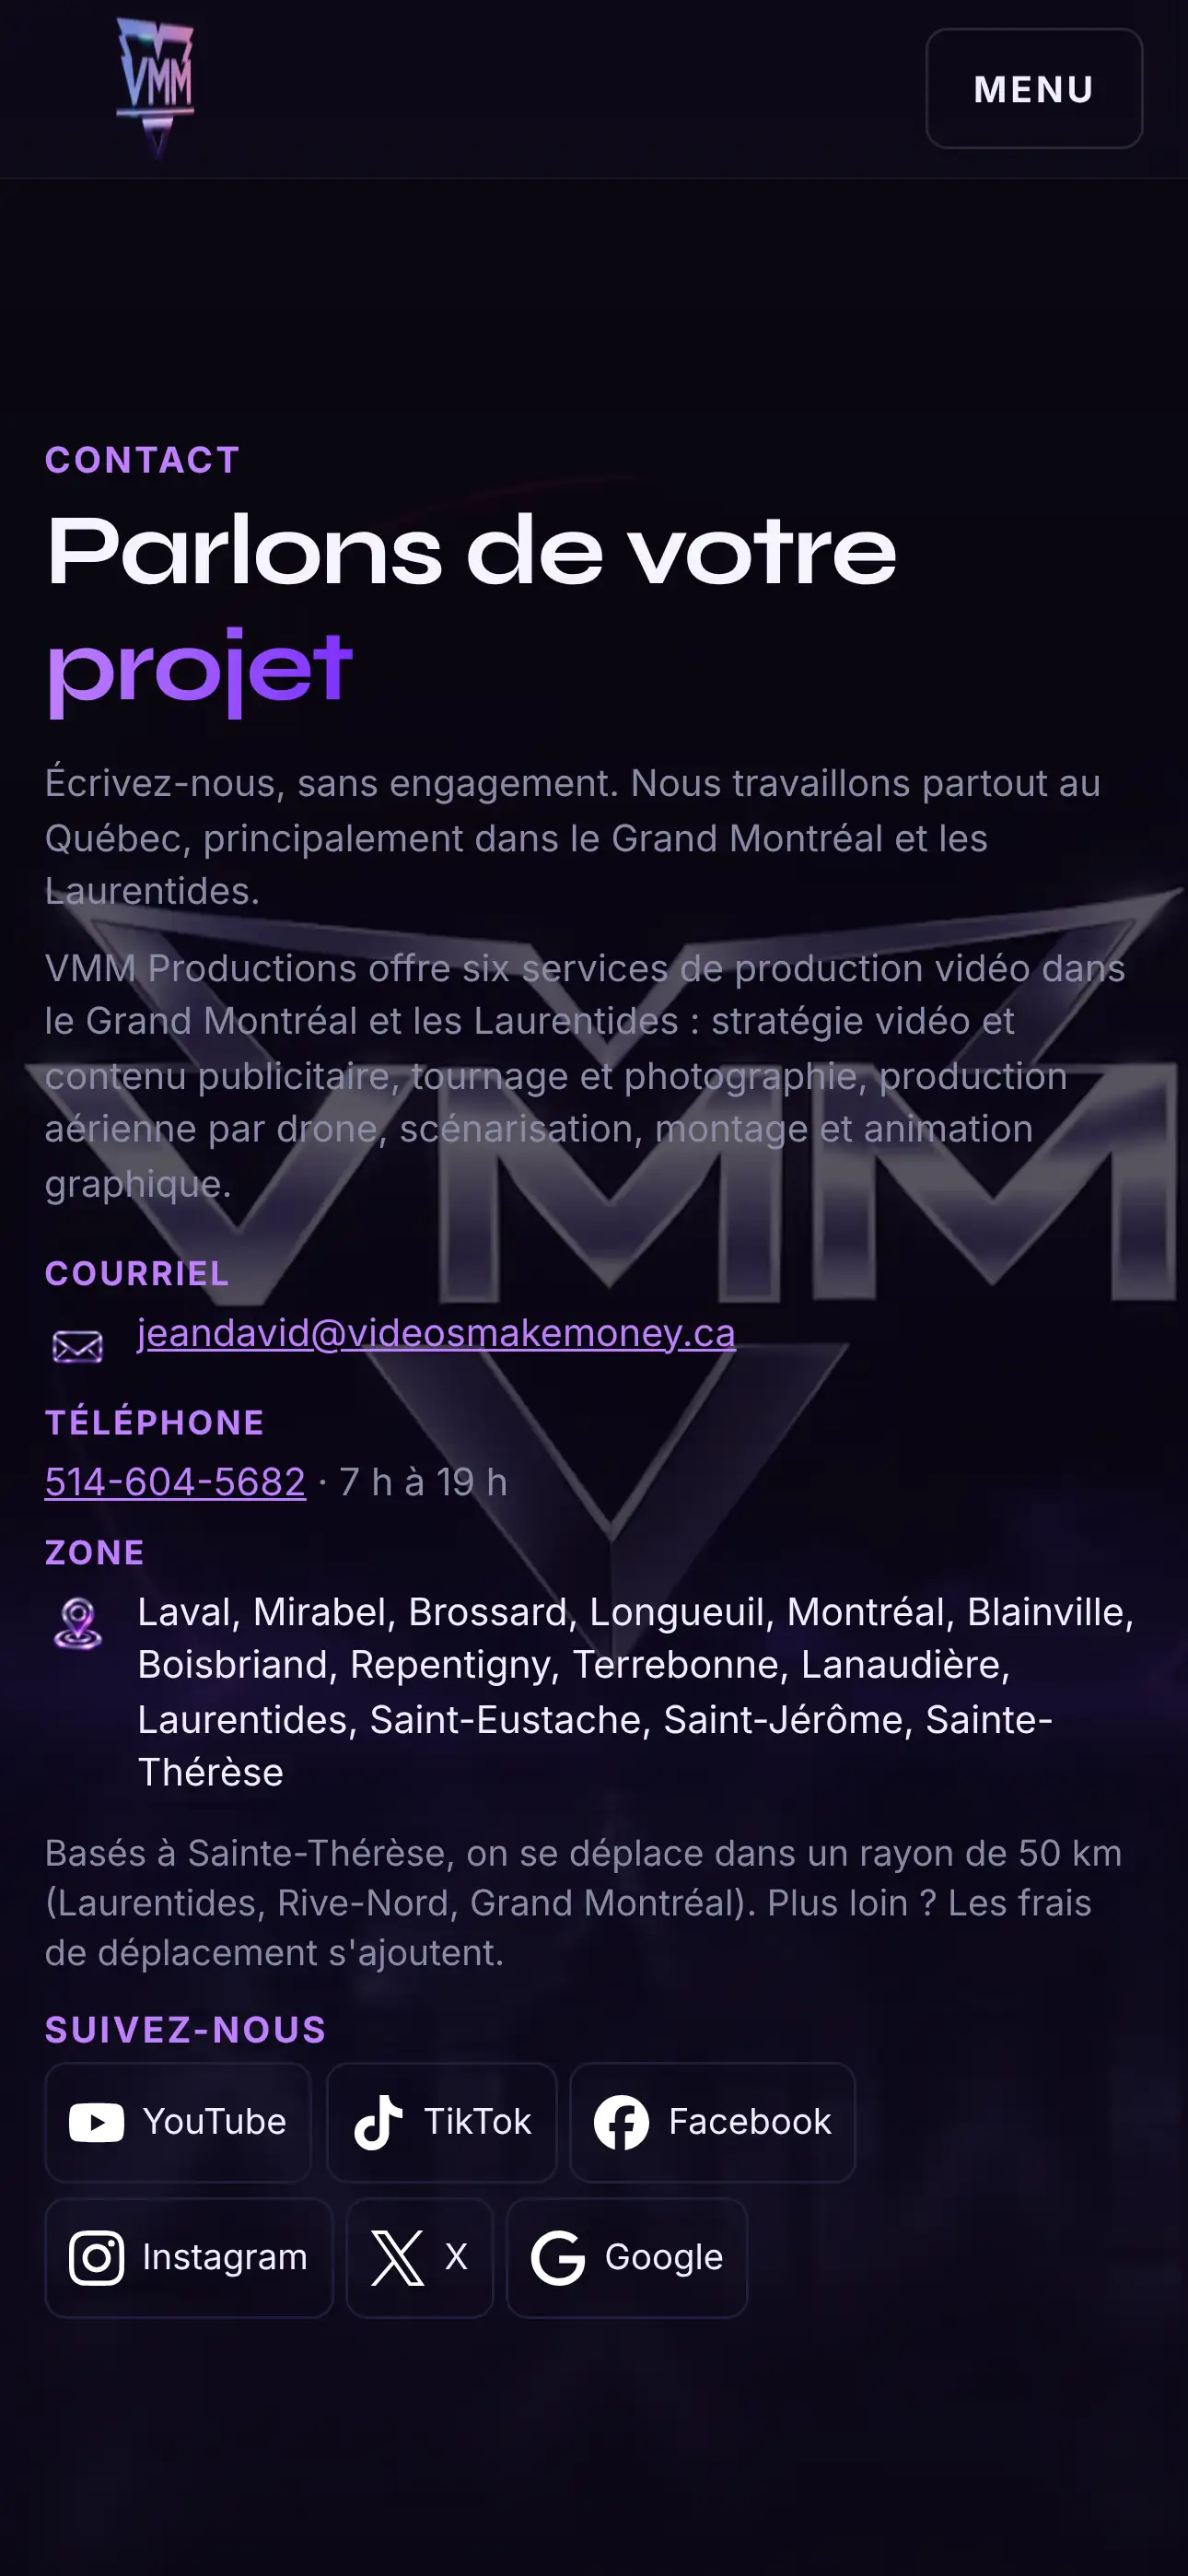 VMM
MENU
CONTACT
Parlons de votre
projet
Écrivez-nous, sans engagement. Nous travaillons partout au
Québec, principalement dans le Grand Montréal et les
Laurentides.
VMM Productions offre six services de production vidéo dans
le Grand Montréal et les Laurentides : stratégie vidéo et
contenu publicitaire, tournage et photographie, production
aérienne par drone, scénarisation, montage et animation
graphique.
VMM
COURRIEL
jeandavid@videosmakemoney.ca
TÉLÉPHONE
514-604-5682 · 7 h à 19 h
ZONE
Laval, Mirabel, Brossard, Longueuil, Montréal, Blainville,
Boisbriand, Repentigny, Terrebonne, Lanaudière,
Laurentides, Saint-Eustache, Saint-Jérôme, Sainte-
Thérèse
Basés à Sainte-Thérèse, on se déplace dans un rayon de 50 km
(Laurentides, Rive-Nord, Grand Montréal). Plus loin ? Les frais
de déplacement s'ajoutent.
SUIVEZ-NOUS
YouTube TikTok Facebook
Instagram X Google